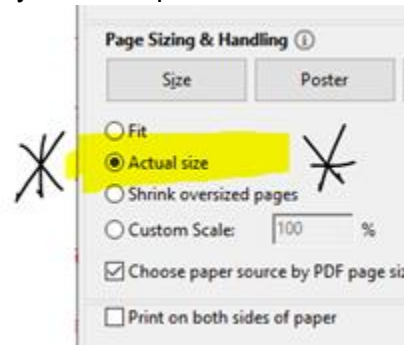 Page Sizing & Handling
Size Poster
Fit
Actual size
Shrink oversized pages
Custom Scale: 100 %
Choose paper source by PDF page siz
Print on both sides of paper